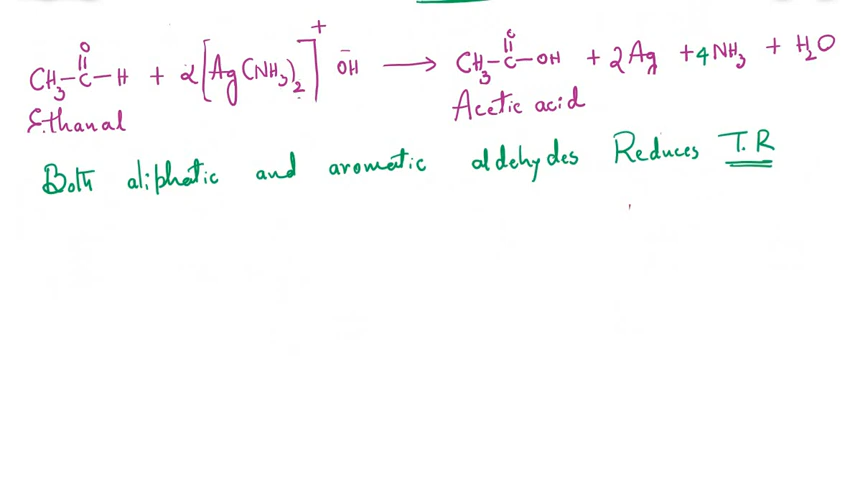 CH₃-C(=O)-H + 2[Ag(NH₃)₂]⁺ OH⁻ ⟶ CH₃-C(=O)-OH + 2Ag + 4NH₃ + H₂O
Ethanal Acetic acid
Both aliphatic and aromatic aldehydes Reduces T.R